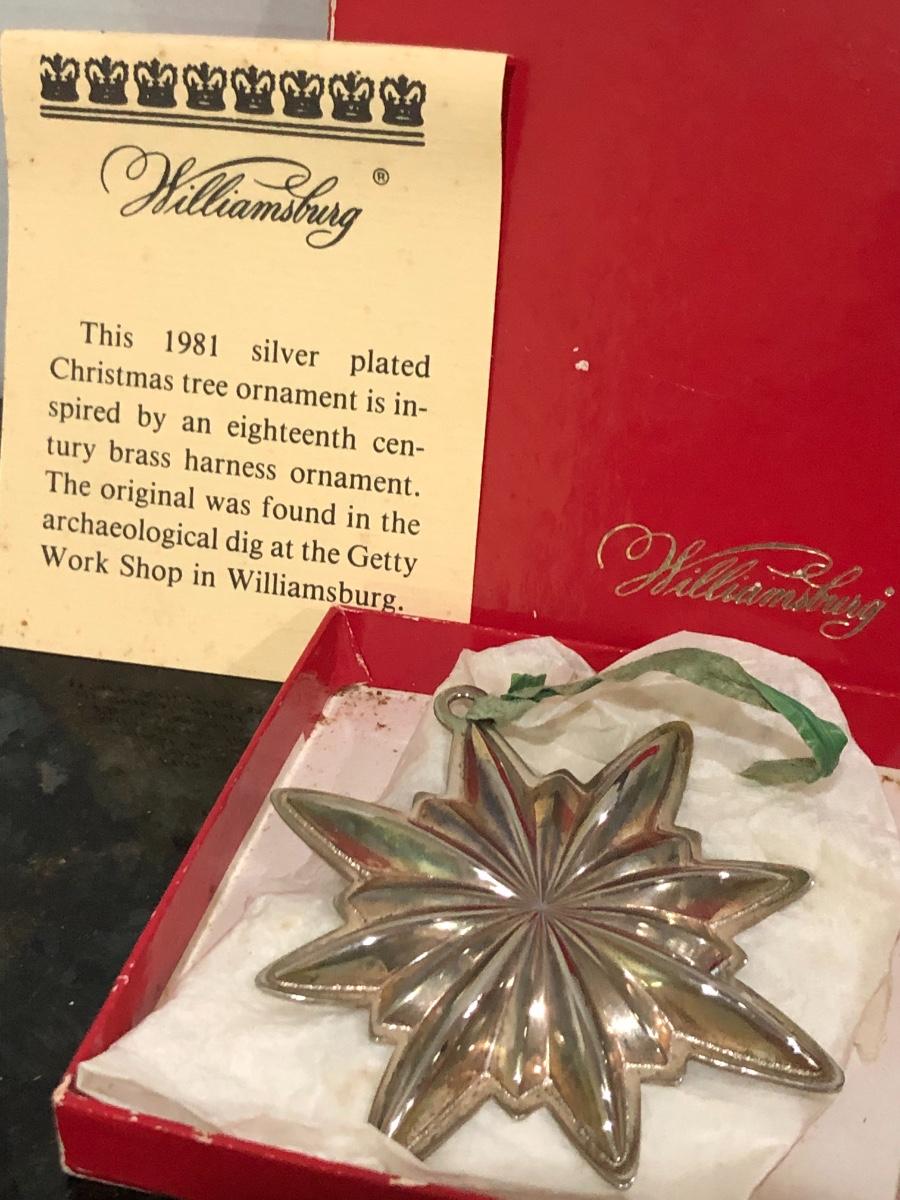 Williamsburg®
This 1981 silver plated
Christmas tree ornament is in-
spired by an eighteenth cen-
tury brass harness ornament.
The original was found in the
archaeological dig at the Getty
Work Shop in Williamsburg.
Williamsburg